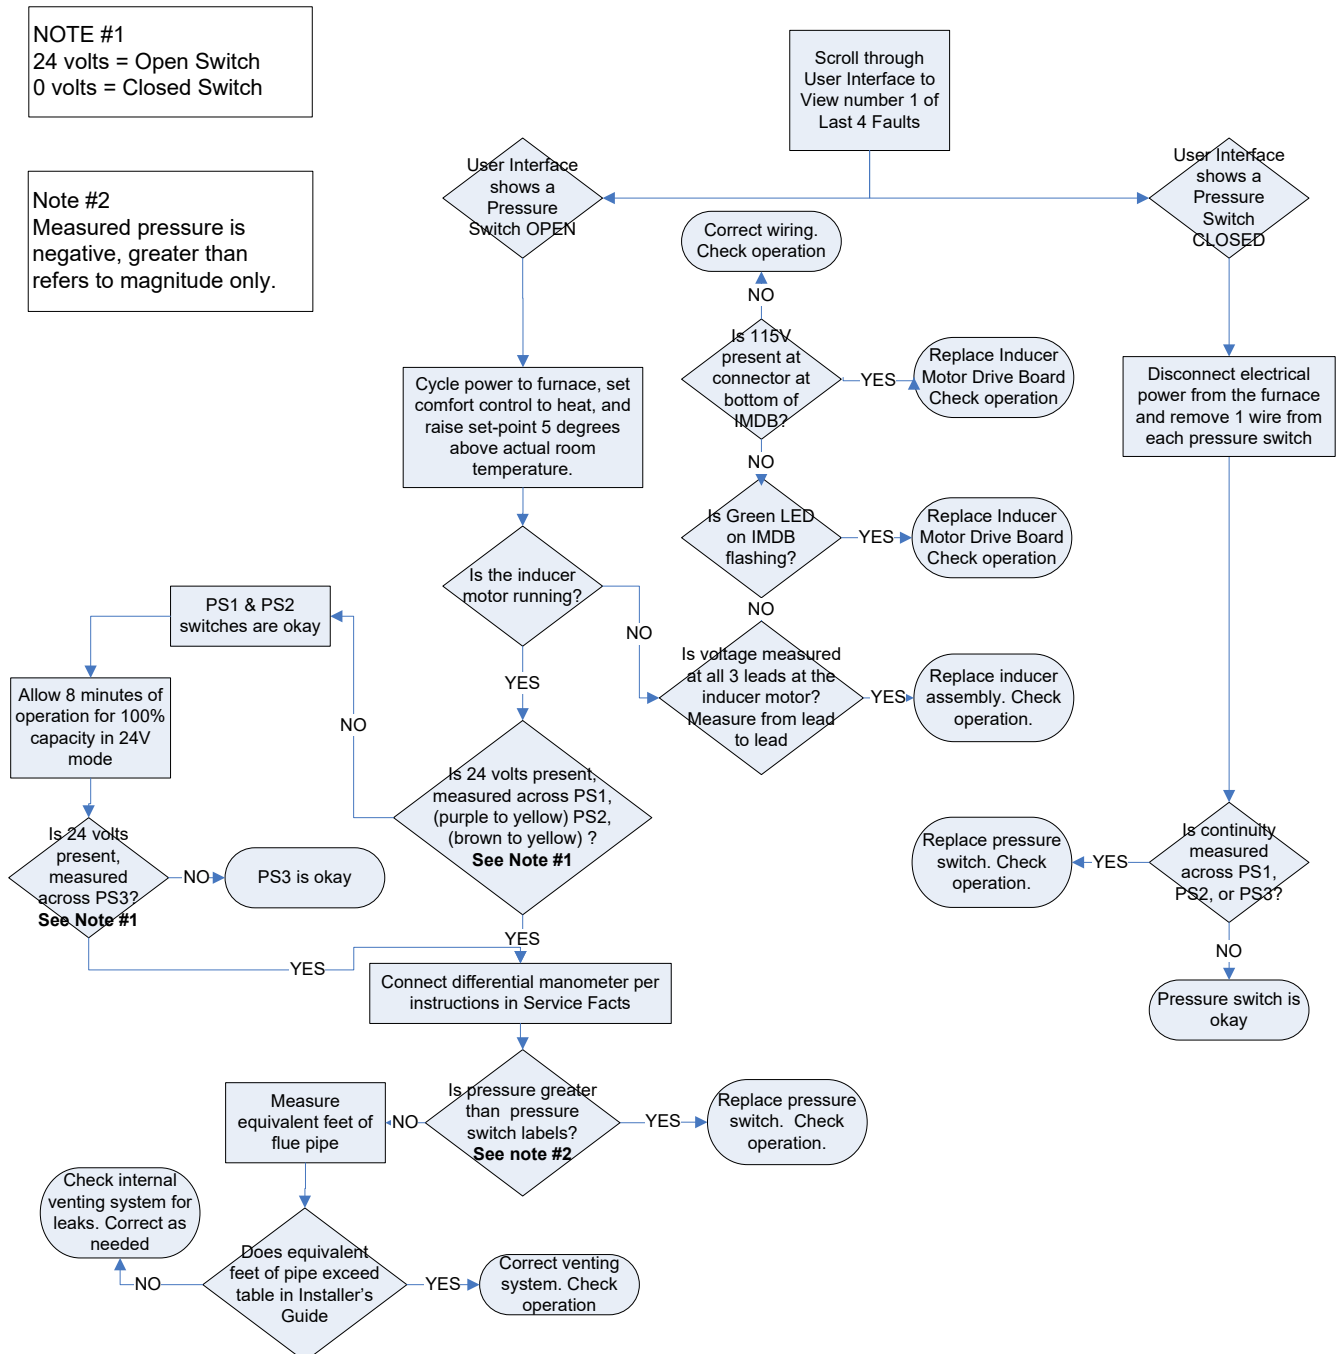 NOTE #1
24 volts = Open Switch
0 volts = Closed Switch
Note #2
Measured pressure is
negative, greater than
refers to magnitude only.
Scroll through
User Interface to
View number 1 of
Last 4 Faults
User Interface
shows a
Pressure
Switch OPEN
User Interface
shows a
Pressure
Switch
CLOSED
Correct wiring.
Check operation
NO
Is 115V
present at
connector at
bottom of
IMDB?
YES
Replace Inducer
Motor Drive Board
Check operation
NO
Is Green LED
on IMDB
flashing?
YES
Replace Inducer
Motor Drive Board
Check operation
NO
Is voltage measured
at all 3 leads at the
inducer motor?
Measure from lead
to lead
YES
Replace inducer
assembly. Check
operation.
Cycle power to furnace, set
comfort control to heat, and
raise set-point 5 degrees
above actual room
temperature.
Is the inducer
motor running?
NO
YES
Is 24 volts present,
measured across PS1,
(purple to yellow) PS2,
(brown to yellow) ?
See Note #1
NO
PS1 & PS2
switches are okay
Allow 8 minutes of
operation for 100%
capacity in 24V
mode
Is 24 volts
present,
measured
across PS3?
See Note #1
NO
PS3 is okay
YES
YES
Connect differential manometer per
instructions in Service Facts
Is pressure greater
than pressure
switch labels?
See note #2
YES
Replace pressure
switch. Check
operation.
NO
Measure
equivalent feet of
flue pipe
Does equivalent
feet of pipe exceed
table in Installer's
Guide
NO
Check internal
venting system for
leaks. Correct as
needed
YES
Correct venting
system. Check
operation
Disconnect electrical
power from the furnace
and remove 1 wire from
each pressure switch
Is continuity
measured
across PS1,
PS2, or PS3?
YES
Replace pressure
switch. Check
operation.
NO
Pressure switch is
okay